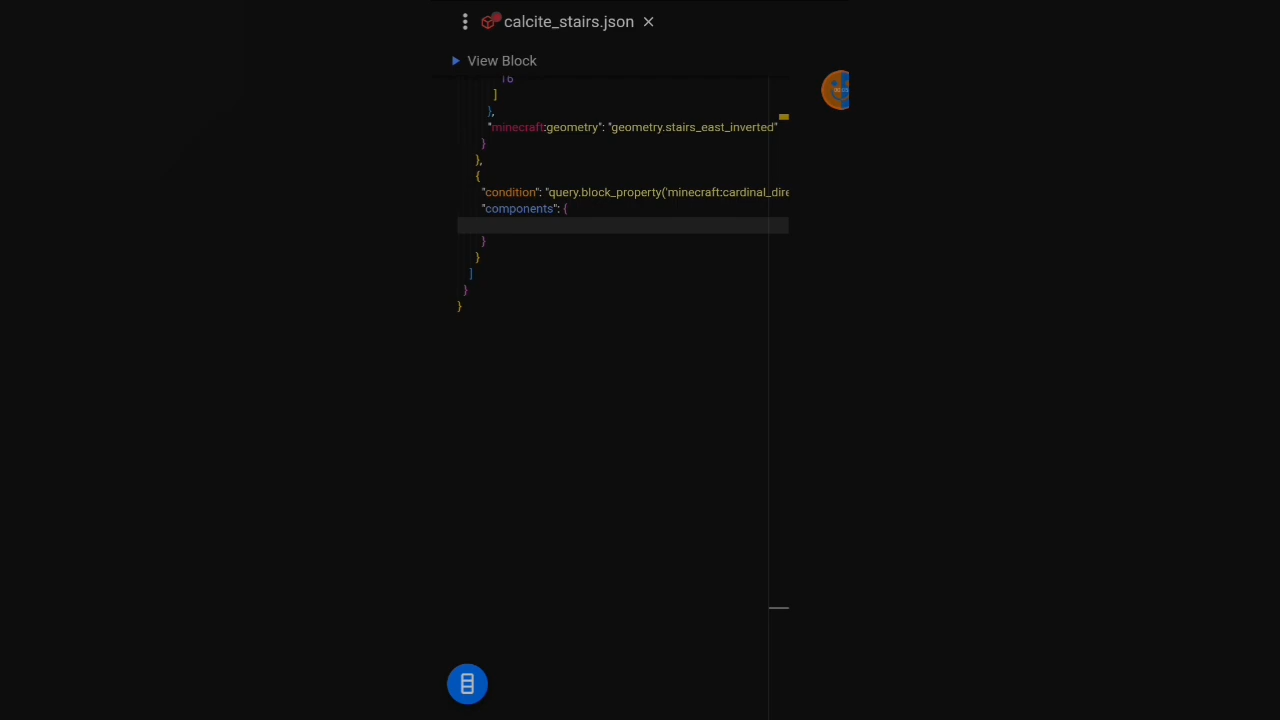 calcite_stairs.json
View Block
16
]
},
"minecraft:geometry": "geometry.stairs_east_inverted"
}
},
{
"condition": "query.block_property('minecraft:cardinal_dire
"components": {
}
}
]
}
}